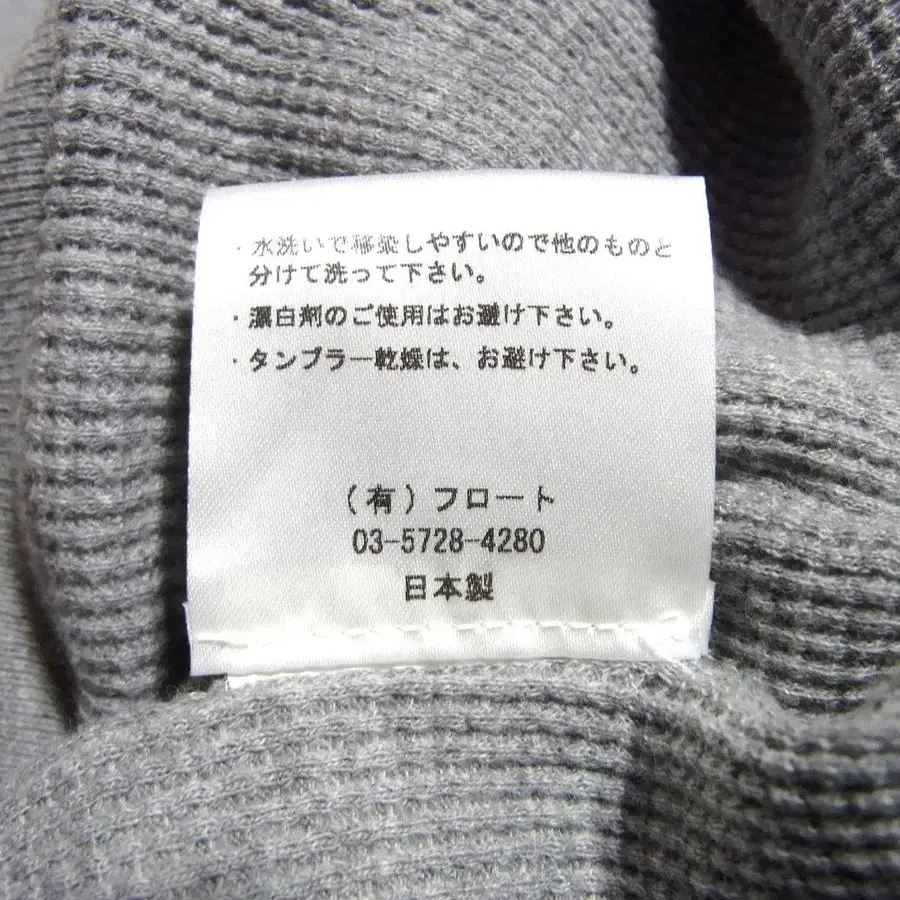 ・水洗いで移染しやすいので他のものと
分けて洗って下さい。
・漂白剤のご使用はお避け下さい。
・タンブラー乾燥は、お避け下さい。
（有）フロート
03-5728-4280
日本製